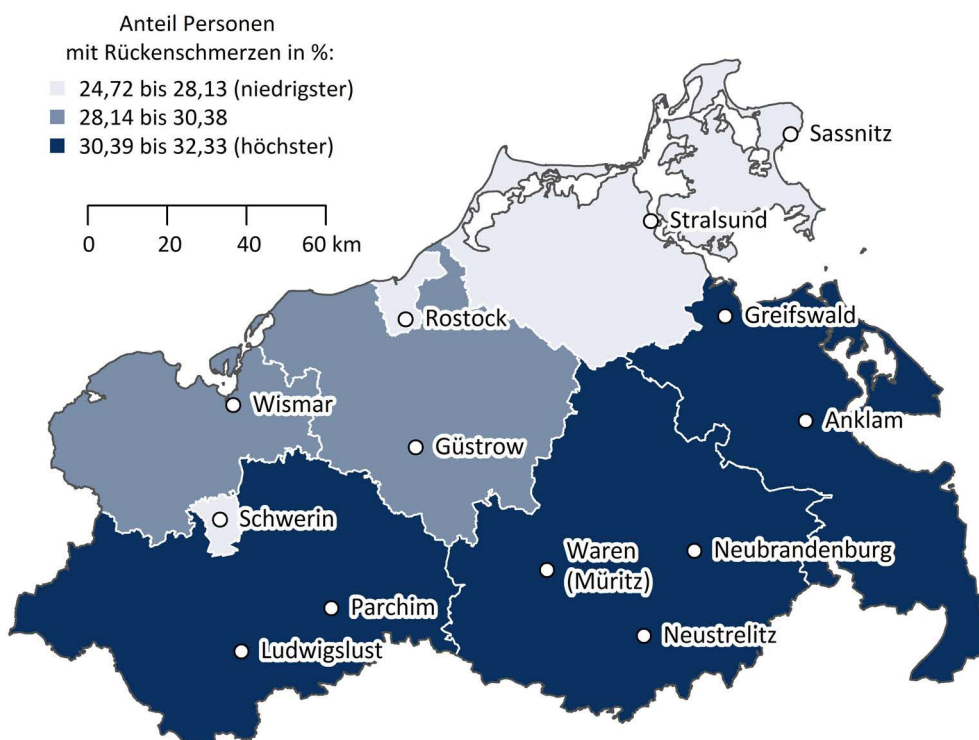 Anteil Personen
mit Rückenschmerzen in %:
24,72 bis 28,13 (niedrigster)
28,14 bis 30,38
30,39 bis 32,33 (höchster)
0 20 40 60 km
Sassnitz
Stralsund
Rostock
Greifswald
Wismar
Anklam
Güstrow
Schwerin
Waren
(Müritz)
Neubrandenburg
Parchim
Neustrelitz
Ludwigslust